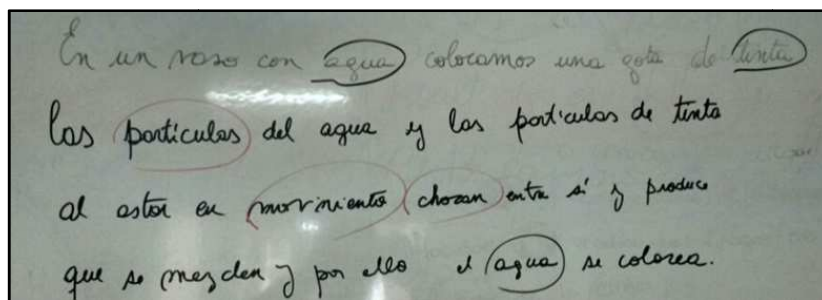 En un vaso con agua colocamos una gota de tinta
las partículas del agua y las partículas de tinta
al estar en movimiento chocan entre sí y produce
que se mezclen y por ello el agua se colorea.